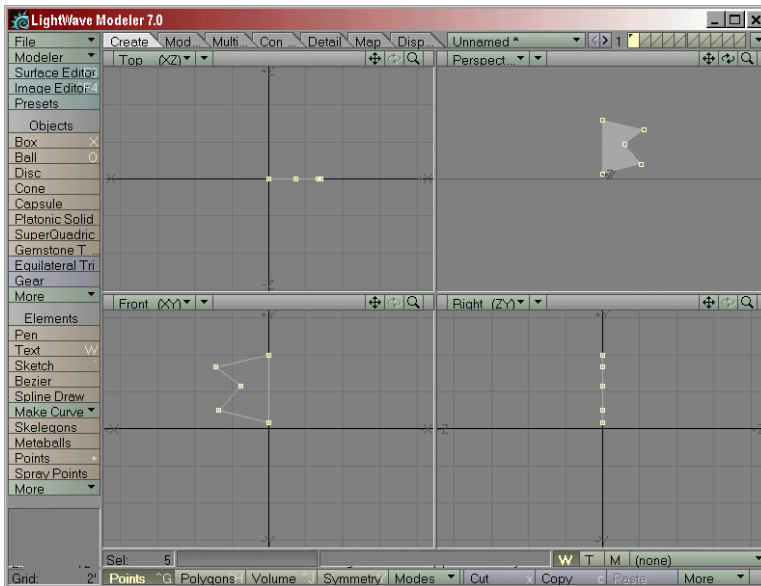 LightWave Modeler 7.0
File
Create Mod... Multi... Con ... Detail Map Disp... Unnamed * 1
Modeler
Top (XZ) Perspect...
Surface Editor
Image Editor F4
Presets
Objects
Box X
Ball O
Disc
Cone
Capsule
Platonic Solid
SuperQuadric
Gemstone T ...
Equilateral Tri
Gear
More
Front (XY) Right (ZY)
Elements
Pen
Text W
Sketch `
Bezier
Spline Draw
Make Curve
Skelegons
Metaballs
Points +
Spray Points
More
Sel: 5 W T M (none)
Grid: 2' Points ^G Polygons ^H Volume ^J Symmetry Modes Cut x Copy c Paste More